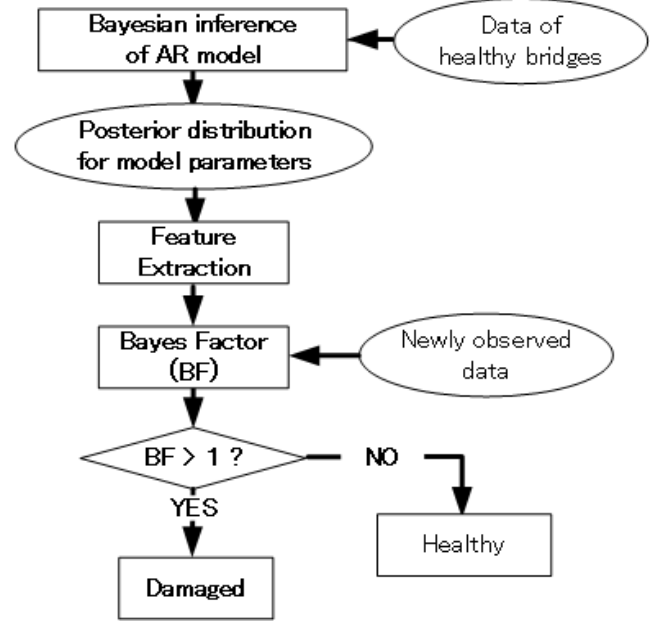 Bayesian inference
of AR model
Data of
healthy bridges
Posterior distribution
for model parameters
Feature
Extraction
Bayes Factor
(BF)
Newly observed
data
BF > 1 ?
NO
YES
Healthy
Damaged